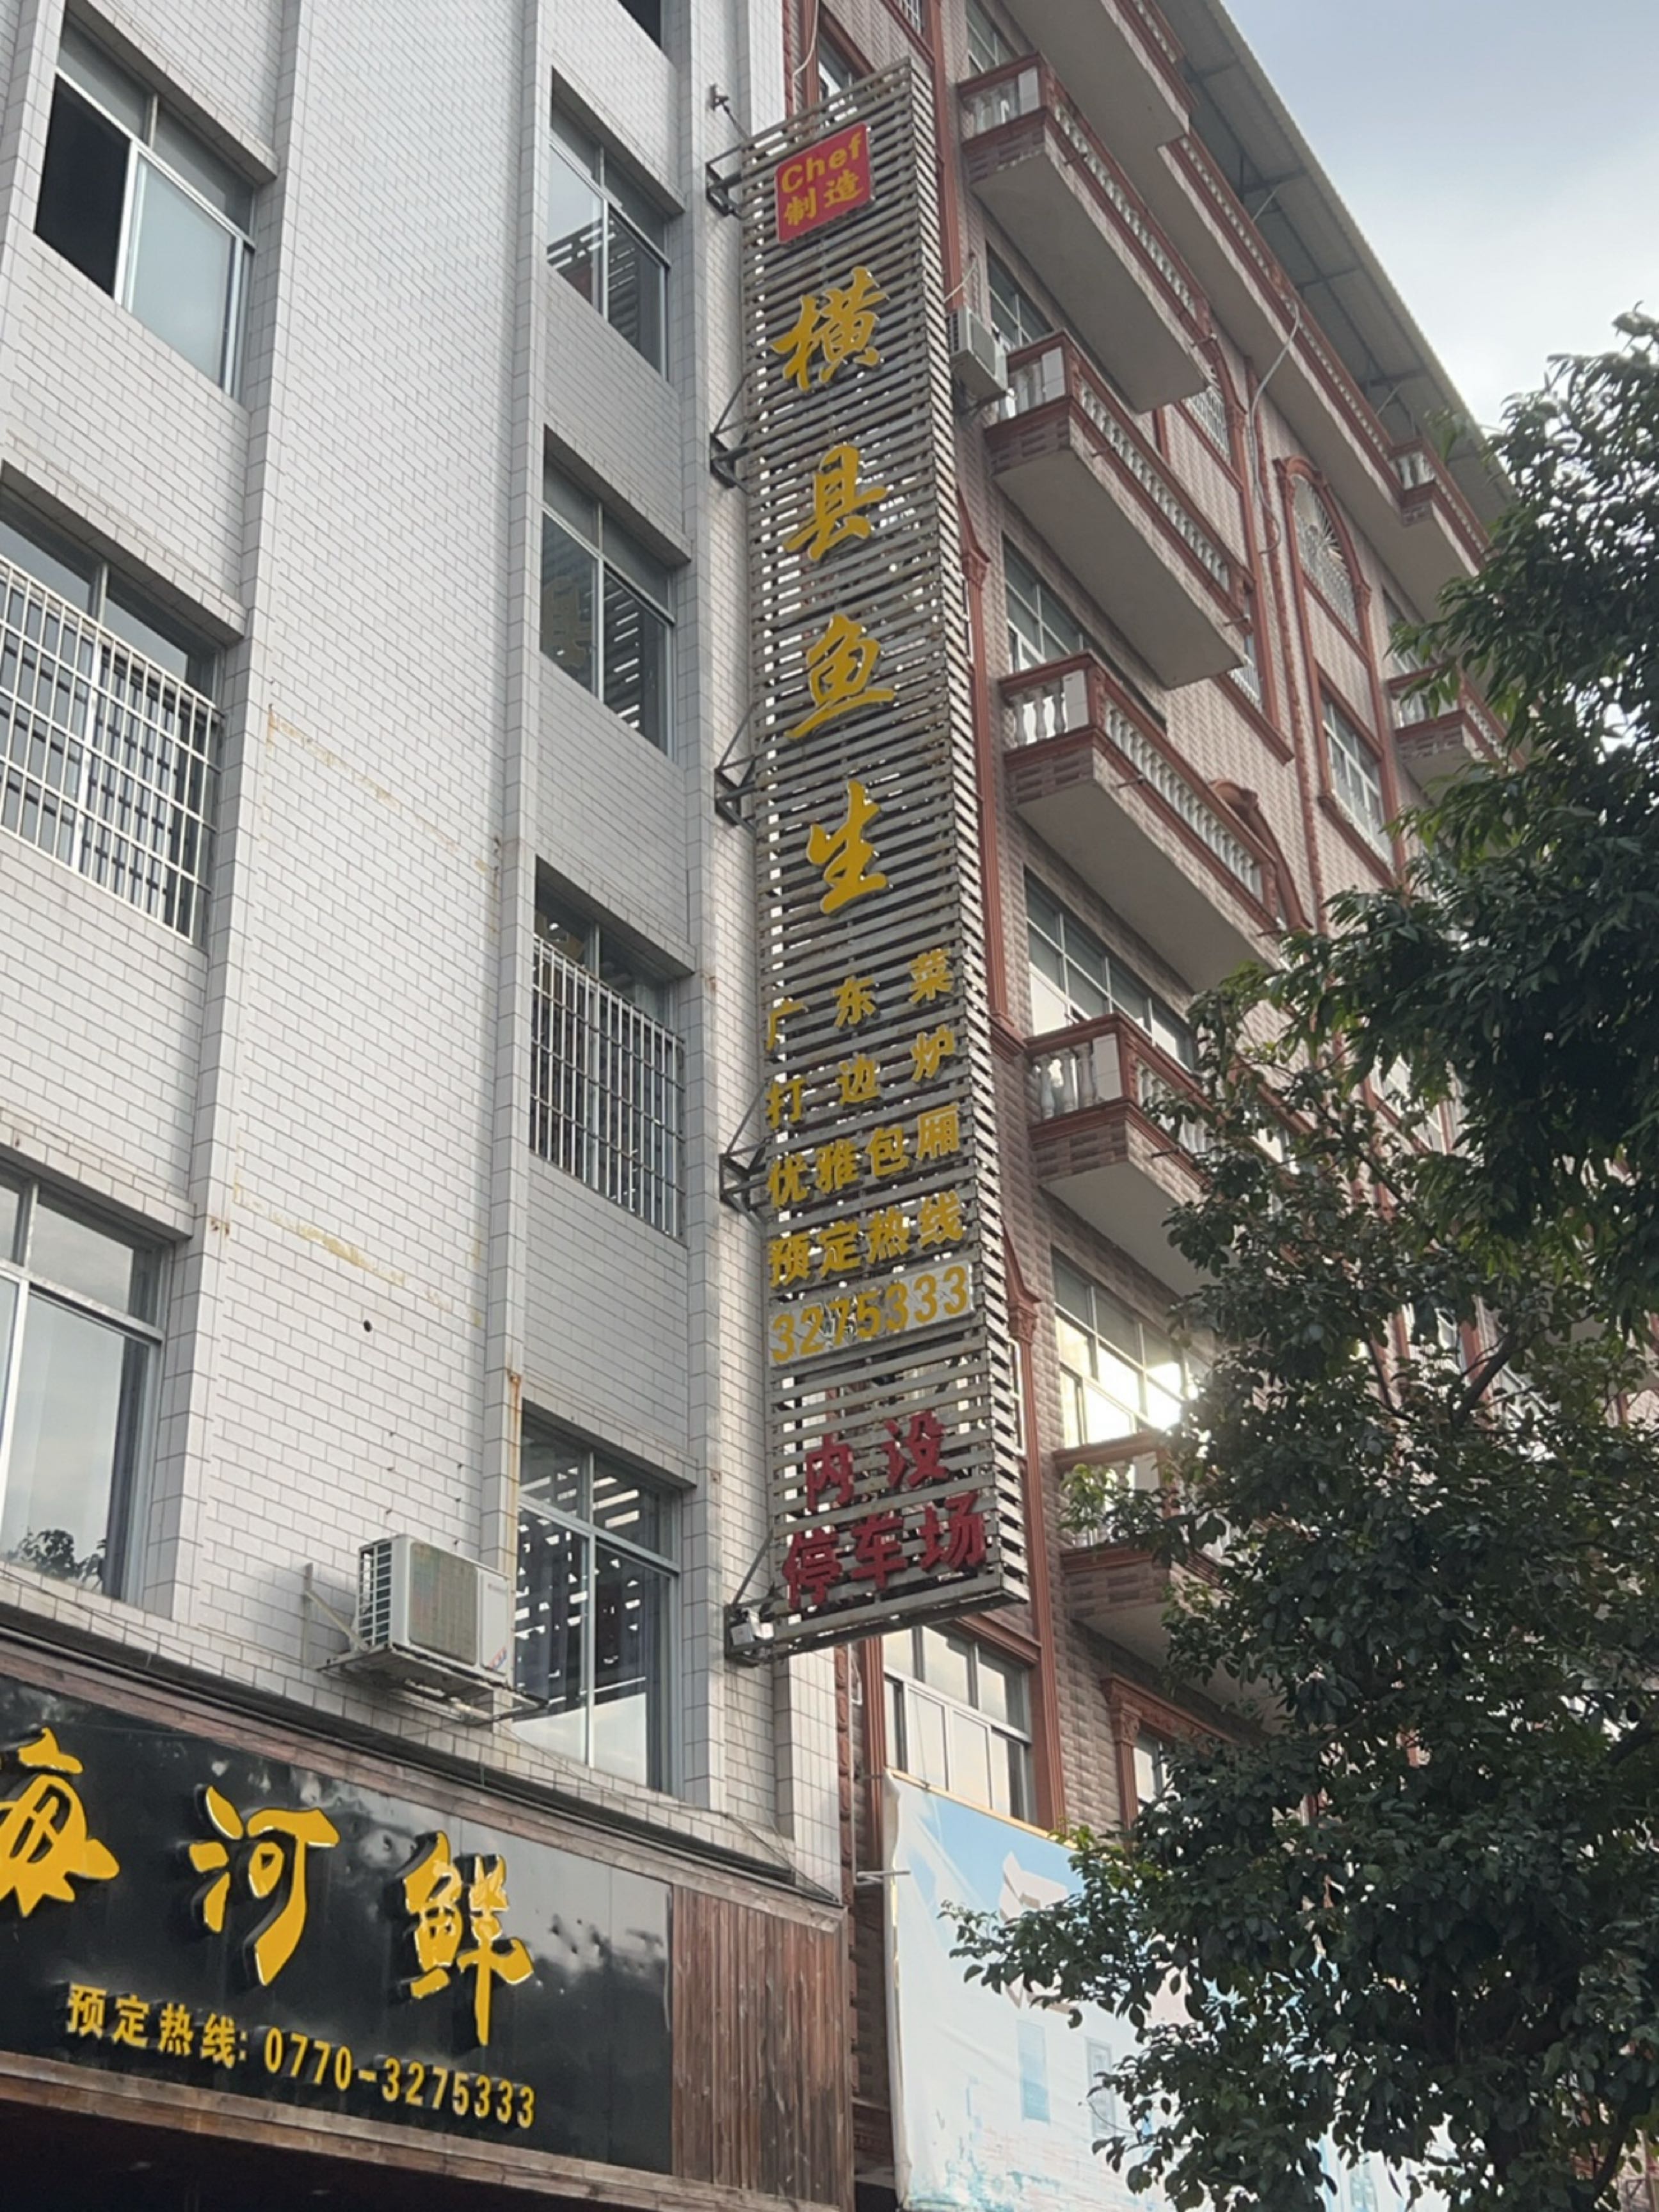 Chef
制造
横县鱼生
广东菜
打边炉
优雅包厢
预定热线
3275333
内设
停车场
海河鲜
预定热线: 0770-3275333